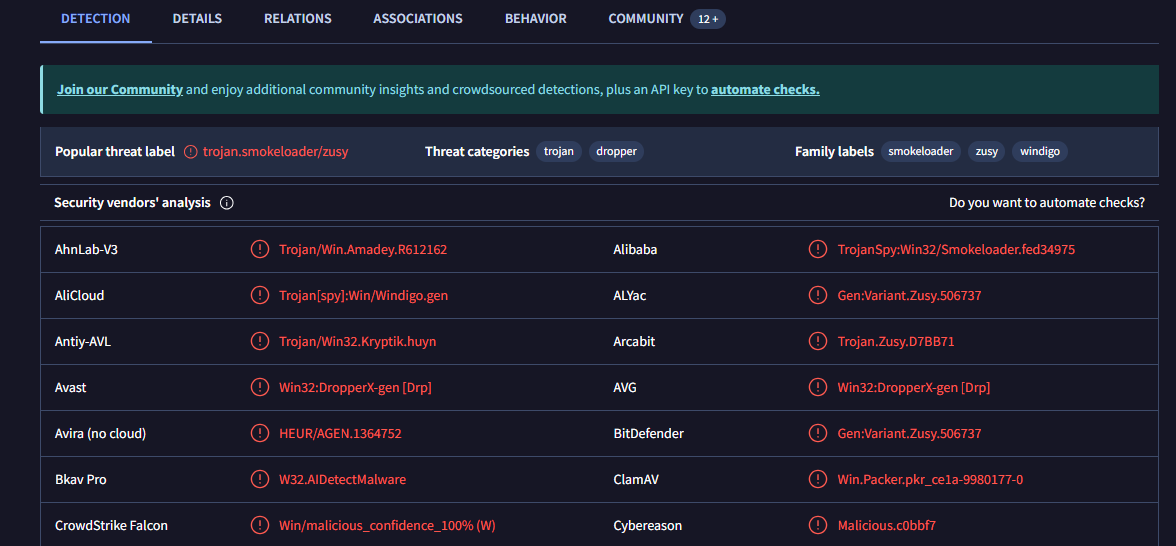 DETECTION DETAILS RELATIONS ASSOCIATIONS BEHAVIOR COMMUNITY 12 +
Join our Community and enjoy additional community insights and crowdsourced detections, plus an API key to automate checks.
Popular threat label trojan.smokeloader/zusy Threat categories trojan dropper Family labels smokeloader zusy windigo
Security vendors' analysis Do you want to automate checks?
AhnLab-V3 Trojan/Win.Amadey.R612162 Alibaba TrojanSpy:Win32/Smokeloader.fed34975
AliCloud Trojan[spy]:Win/Windigo.gen ALYac Gen:Variant.Zusy.506737
Antiy-AVL Trojan/Win32.Kryptik.huyn Arcabit Trojan.Zusy.D7BB71
Avast Win32:DropperX-gen [Drp] AVG Win32:DropperX-gen [Drp]
Avira (no cloud) HEUR/AGEN.1364752 BitDefender Gen:Variant.Zusy.506737
Bkav Pro W32.AIDetectMalware ClamAV Win.Packer.pkr_ce1a-9980177-0
CrowdStrike Falcon Win/malicious_confidence_100% (W) Cybereason Malicious.c0bbf7